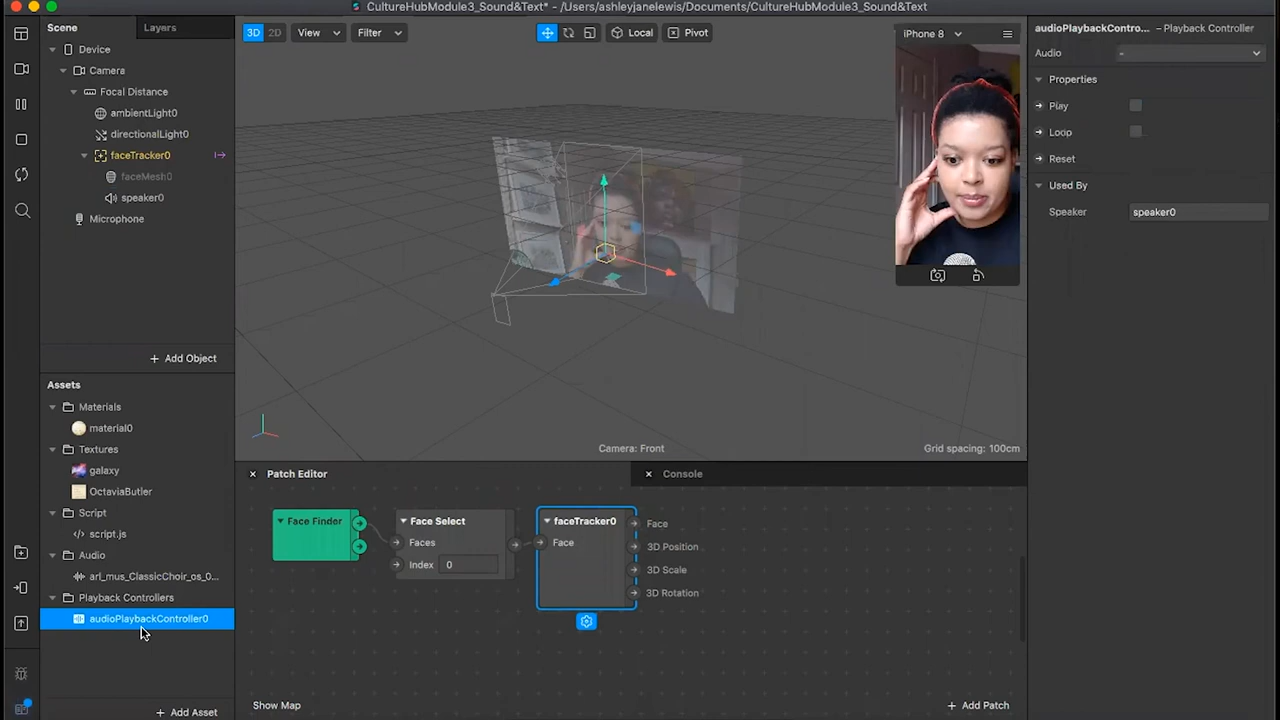 CultureHubModule3_Sound&Text* - /Users/ashleyjanelewis/Documents/CultureHubModule3_Sound&Text
Scene
Layers
Device
Camera
Focal Distance
ambientLight0
directionalLight0
faceTracker0
faceMesh0
speaker0
Microphone
+ Add Object
Assets
Materials
material0
Textures
galaxy
OctaviaButler
Script
script.js
Audio
arl_mus_ClassicChoir_os_0...
Playback Controllers
audioPlaybackController0
+ Add Asset
3D 2D View Filter Local Pivot
iPhone 8
Camera: Front
Grid spacing: 100cm
Patch Editor
Console
Face Finder
Face Select
Faces
Index 0
faceTracker0
Face
Face
3D Position
3D Scale
3D Rotation
Show Map
+ Add Patch
audioPlaybackContro... – Playback Controller
Audio -
Properties
Play
Loop
Reset
Used By
Speaker speaker0